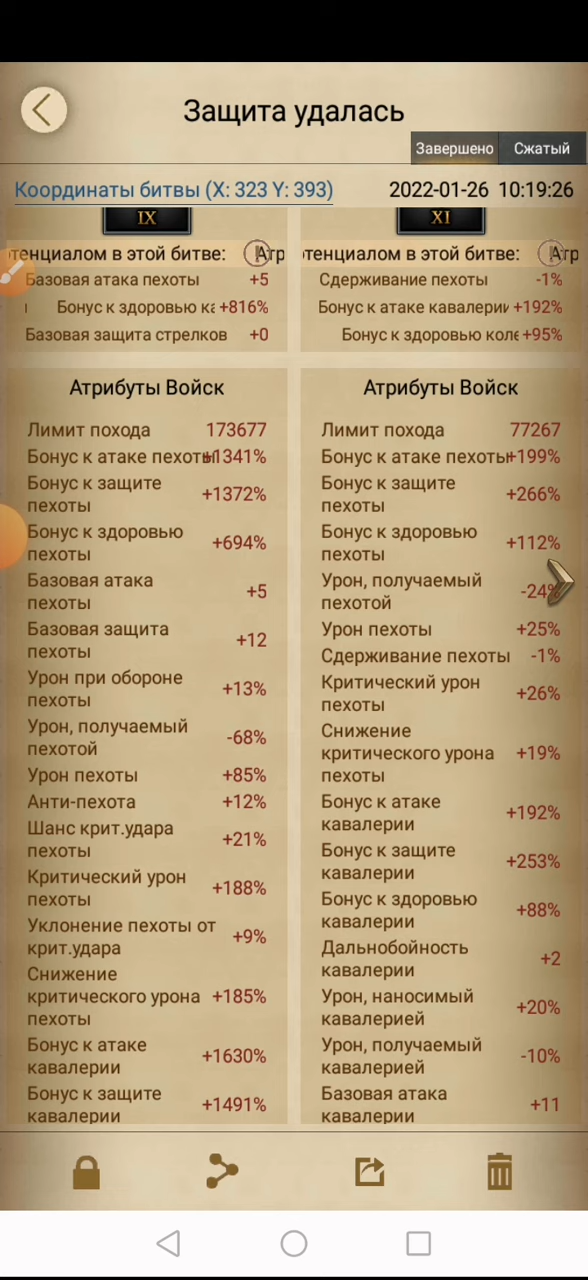 Защита удалась
Завершено
Сжатый
Координаты битвы (X: 323 Y: 393)
2022-01-26 10:19:26
IX
тенциалом в этой битве:
Базовая атака пехоты +5
Бонус к здоровью ка +816%
Базовая защита стрелков +0
Атрибуты Войск
Лимит похода 173677
Бонус к атаке пехоты +1341%
Бонус к защите
пехоты +1372%
Бонус к здоровью
пехоты +694%
Базовая атака
пехоты +5
Базовая защита
пехоты +12
Урон при обороне
пехоты +13%
Урон, получаемый
пехотой -68%
Урон пехоты +85%
Анти-пехота +12%
Шанс крит.удара
пехоты +21%
Критический урон
пехоты +188%
Уклонение пехоты от
крит.удара +9%
Снижение
критического урона +185%
пехоты
Бонус к атаке
кавалерии +1630%
Бонус к защите
кавалерии +1491%
XI
отенциалом в этой битве:
Сдерживание пехоты -1%
Бонус к атаке кавалерии +192%
Бонус к здоровью коле +95%
Атрибуты Войск
Лимит похода 77267
Бонус к атаке пехоты +199%
Бонус к защите
пехоты +266%
Бонус к здоровью
пехоты +112%
Урон, получаемый
пехотой -24%
Урон пехоты +25%
Сдерживание пехоты -1%
Критический урон
пехоты +26%
Снижение
критического урона +19%
пехоты
Бонус к атаке
кавалерии +192%
Бонус к защите
кавалерии +253%
Бонус к здоровью
кавалерии +88%
Дальнобойность
кавалерии +2
Урон, наносимый
кавалерией +20%
Урон, получаемый
кавалерией -10%
Базовая атака
кавалерии +11